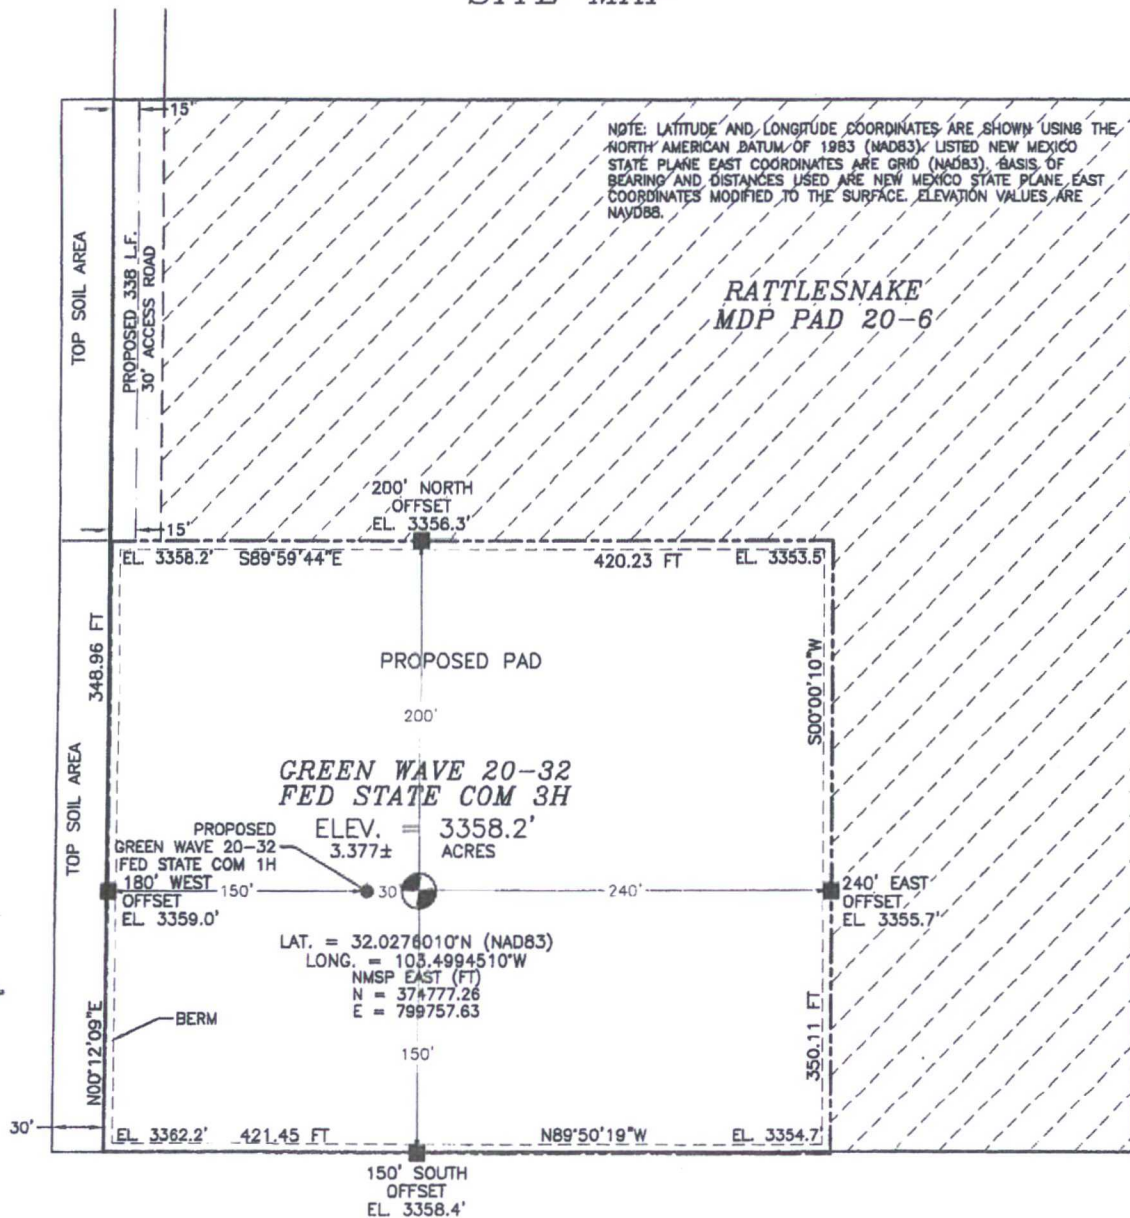 SITE MAP
15'
NOTE: LATITUDE AND LONGITUDE COORDINATES ARE SHOWN USING THE
NORTH AMERICAN DATUM OF 1983 (NAD83). LISTED NEW MEXICO
STATE PLANE EAST COORDINATES ARE GRID (NAD83). BASIS OF
BEARING AND DISTANCES USED ARE NEW MEXICO STATE PLANE EAST
COORDINATES MODIFIED TO THE SURFACE. ELEVATION VALUES ARE
NAVD88.
TOP SOIL AREA
PROPOSED 338 L.F.
30' ACCESS ROAD
RATTLESNAKE
MDP PAD 20-6
200' NORTH
OFFSET
EL. 3356.3'
15'
EL. 3358.2'
S89°59'44"E
420.23 FT
EL. 3353.5'
348.96 FT
PROPOSED PAD
S00°00'10"W
200'
TOP SOIL AREA
GREEN WAVE 20-32
FED STATE COM 3H
ELEV. = 3358.2'
3.377± ACRES
PROPOSED
GREEN WAVE 20-32
FED STATE COM 1H
180' WEST
OFFSET
EL. 3359.0'
150'
30'
240'
240' EAST
OFFSET
EL. 3355.7'
LAT. = 32.0276010°N (NAD83)
LONG. = 103.4994510°W
NMSP EAST (FT)
N = 374777.26
E = 799757.63
N00°12'09"E
BERM
150'
350.11 FT
30'
EL. 3362.2'
421.45 FT
N89°50'19"W
EL. 3354.7'
150' SOUTH
OFFSET
EL. 3358.4'